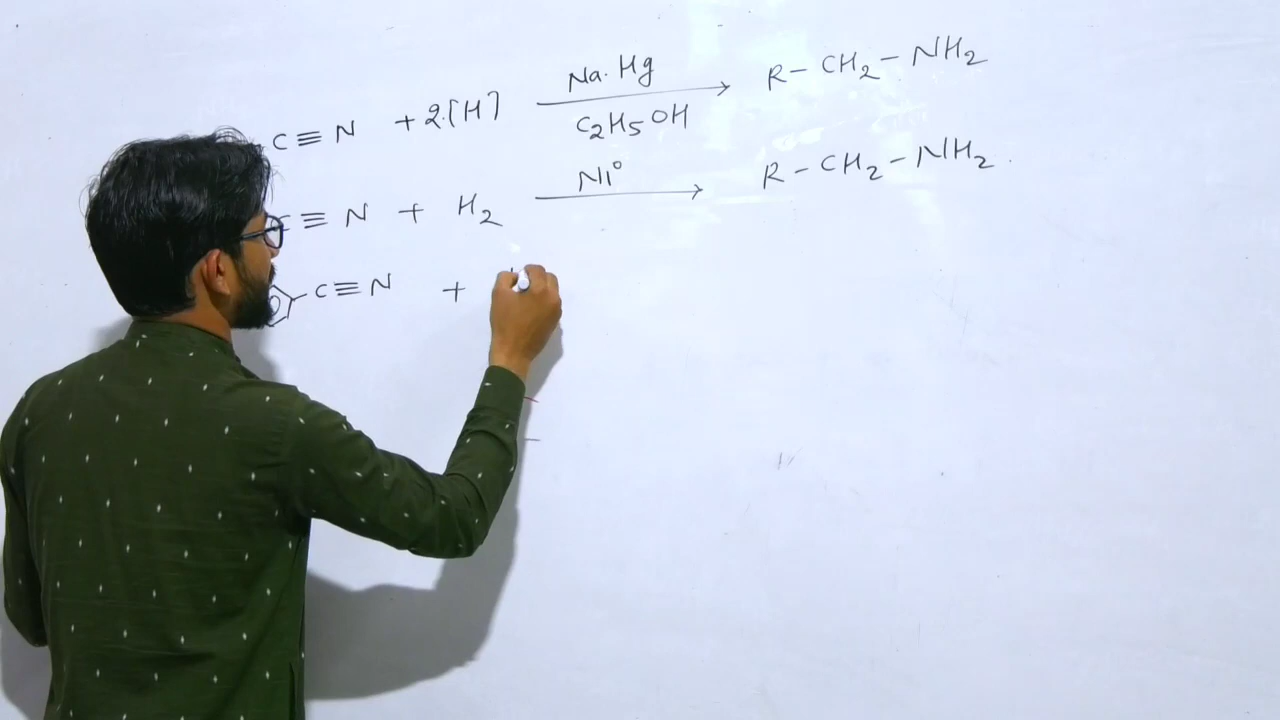 C≡N + 2[H] Na.Hg C₂H₅OH R-CH₂-NH₂
C≡N + H₂ Ni° R-CH₂-NH₂
C≡N +